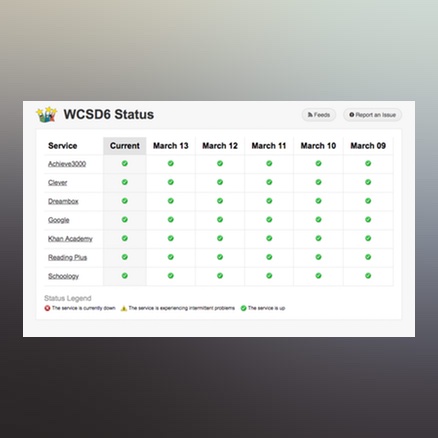 WCSD6 Status
Feeds
Report an Issue
Service Current March 13 March 12 March 11 March 10 March 09
Achieve3000
Clever
Dreambox
Google
Khan Academy
Reading Plus
Schoology
Status Legend
The service is currently down The service is experiencing intermittent problems The service is up